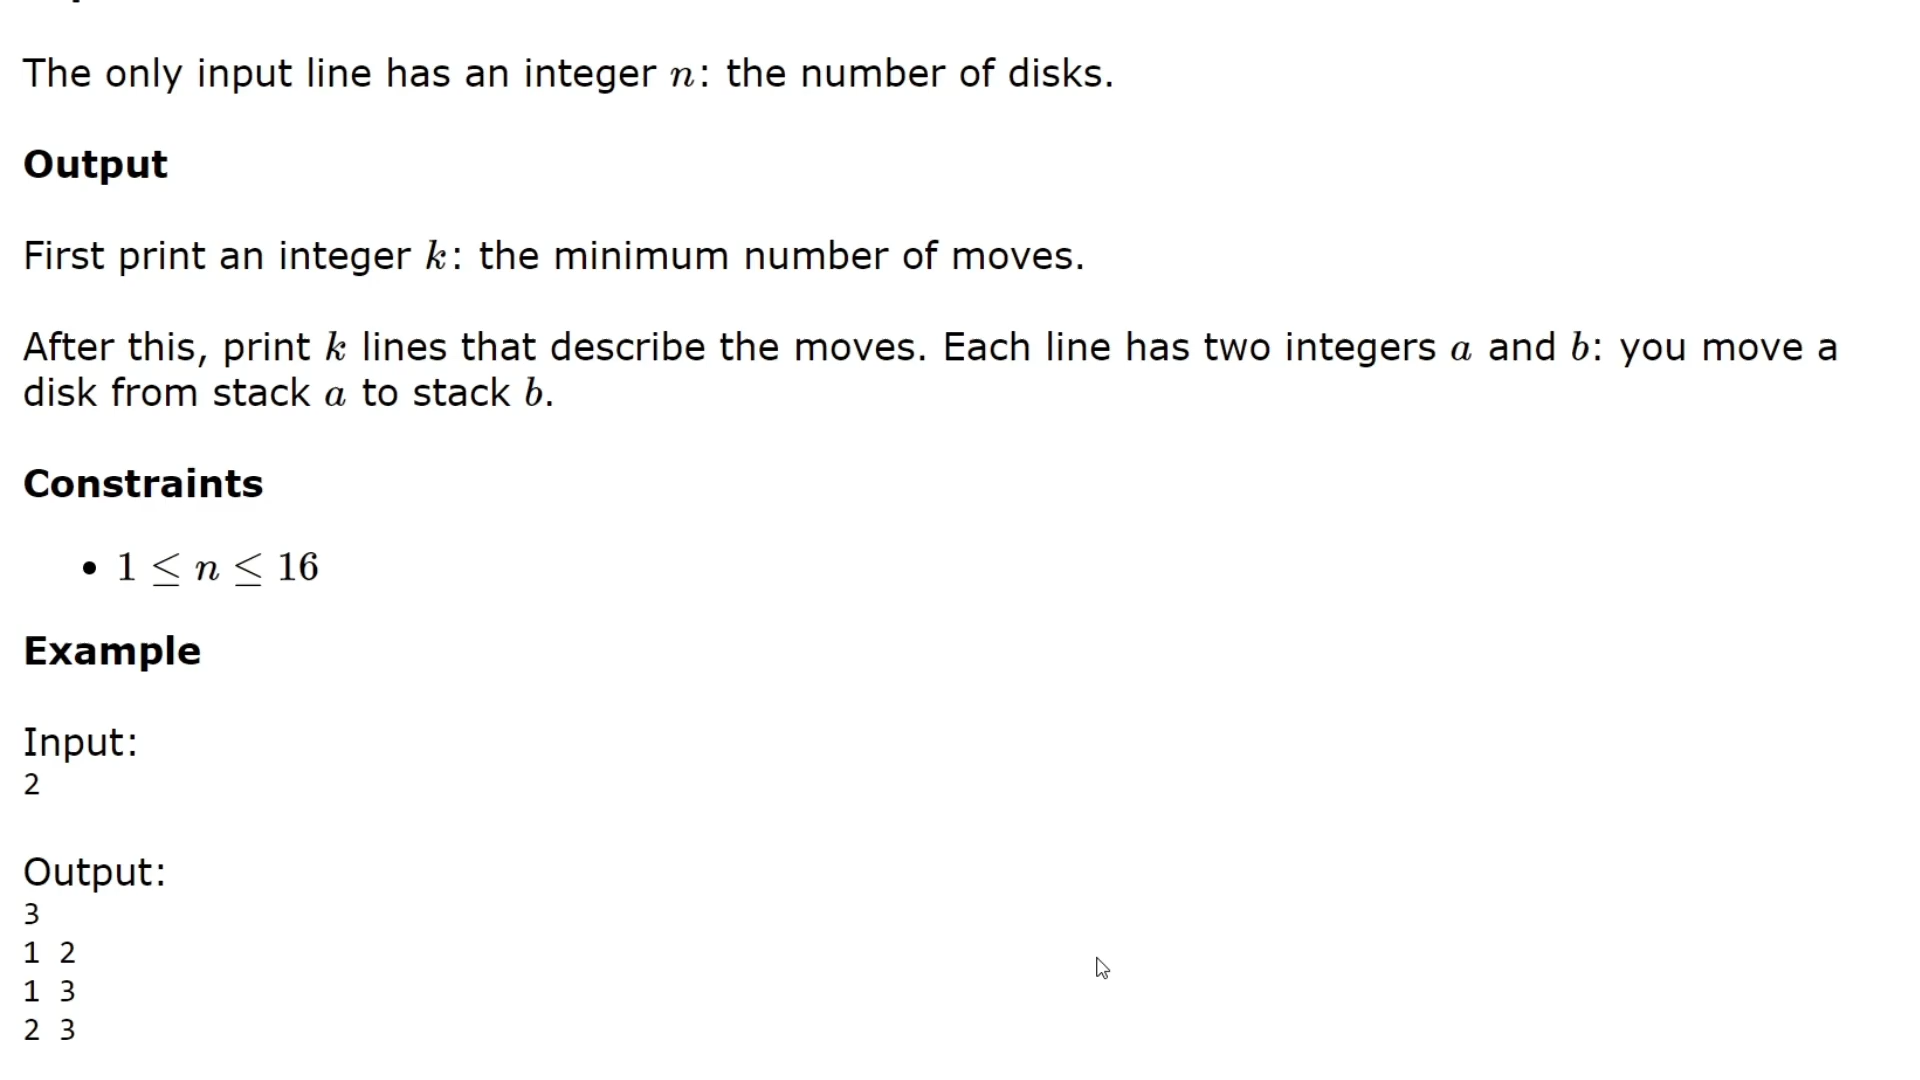 The only input line has an integer n: the number of disks.
Output
First print an integer k: the minimum number of moves.
After this, print k lines that describe the moves. Each line has two integers a and b: you move a
disk from stack a to stack b.
Constraints
• 1 ≤ n ≤ 16
Example
Input:
2
Output:
3
1 2
1 3
2 3